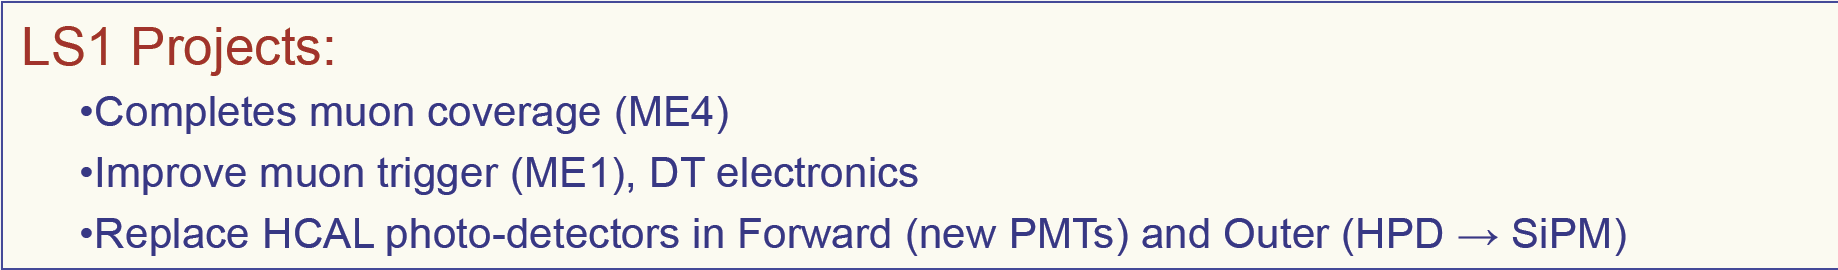 LS1 Projects:
•Completes muon coverage (ME4)
•Improve muon trigger (ME1), DT electronics
•Replace HCAL photo-detectors in Forward (new PMTs) and Outer (HPD → SiPM)